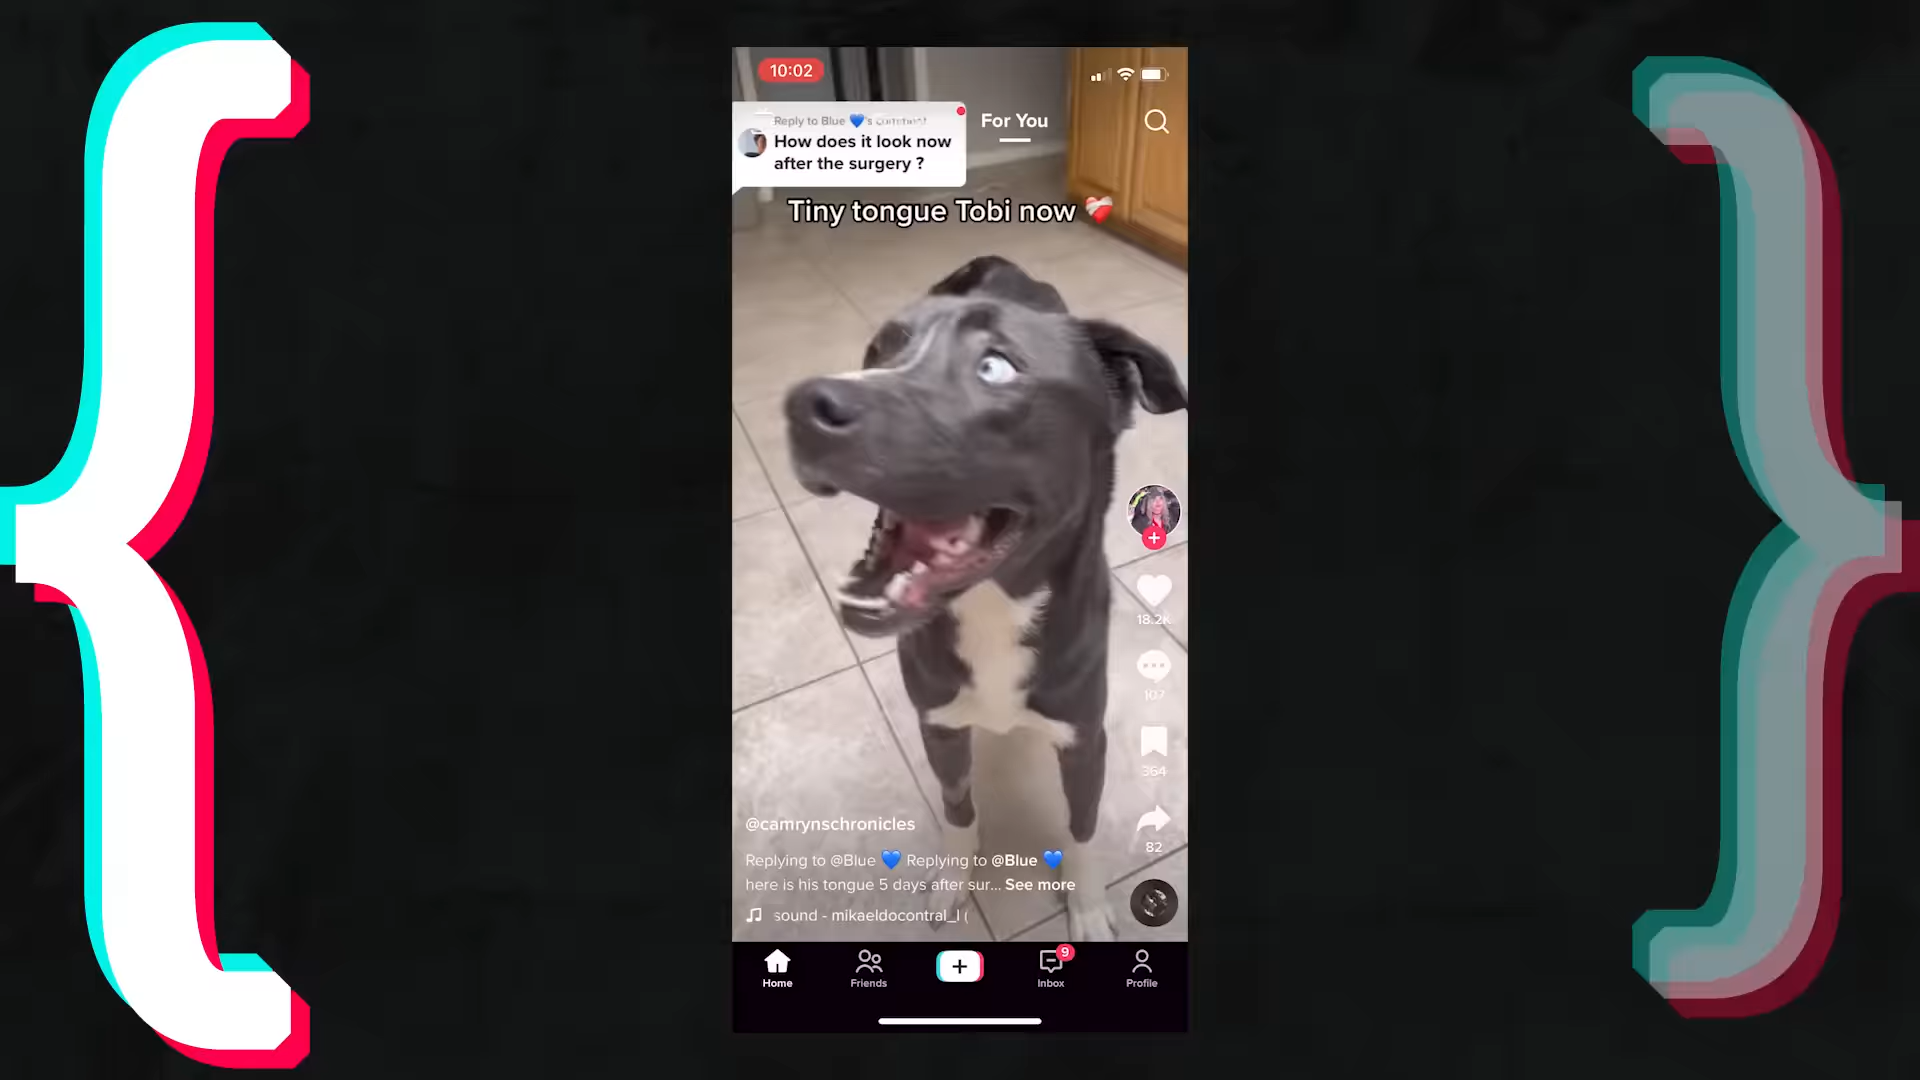 10:02
Reply to Blue 💙's comment
For You
How does it look now
after the surgery ?
Tiny tongue Tobi now ❤️‍🩹
18.2K
107
364
82
@camrynschronicles
Replying to @Blue 💙 Replying to @Blue 💙
here is his tongue 5 days after sur... See more
sound - mikaeldocontral_l (
9
Home
Friends
Inbox
Profile